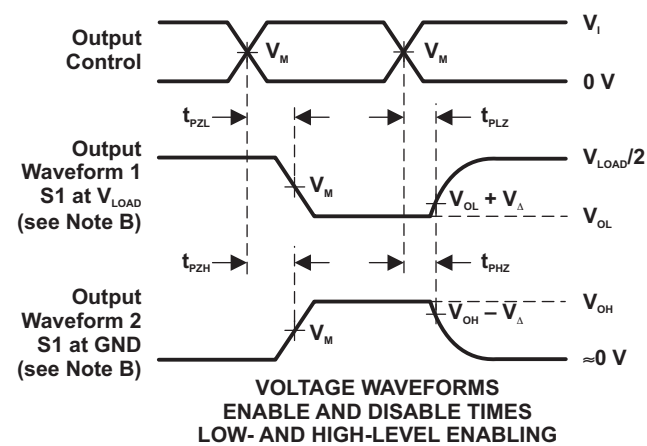 Output
Control
V_M
V_M
V_I
0 V
t_PZL
t_PLZ
Output
Waveform 1
S1 at V_LOAD
(see Note B)
V_M
V_OL + V_Δ
V_LOAD/2
V_OL
t_PZH
t_PHZ
Output
Waveform 2
S1 at GND
(see Note B)
V_M
V_OH − V_Δ
V_OH
≈0 V
VOLTAGE WAVEFORMS
ENABLE AND DISABLE TIMES
LOW- AND HIGH-LEVEL ENABLING